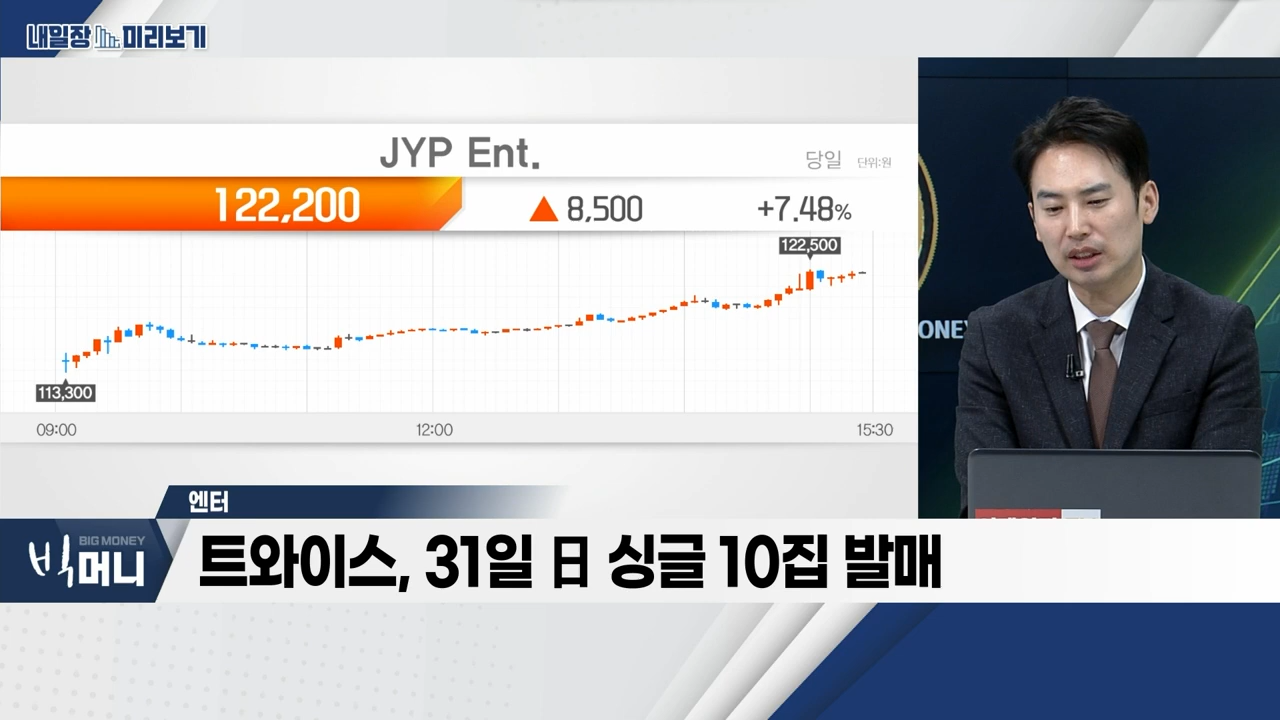 내일장 미리보기
JYP Ent.
당일 단위:원
122,200 ▲ 8,500 +7.48%
122,500
113,300
09:00 12:00 15:30
ONEY
엔터
BIG MONEY
빅머니
트와이스, 31일 日 싱글 10집 발매